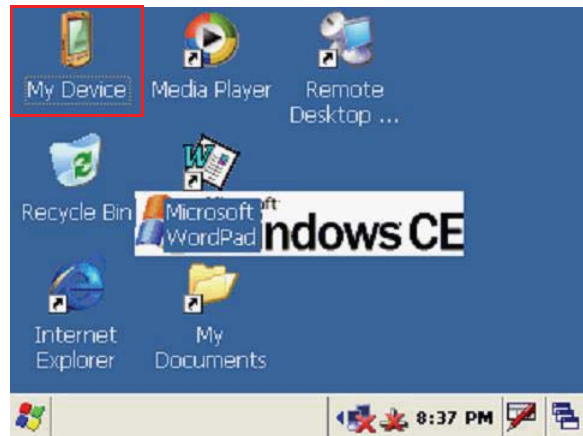 My Device
Media Player
Remote
Desktop ...
Recycle Bin
Microsoft
WordPad
ndows CE
Internet
Explorer
My
Documents
8:37 PM